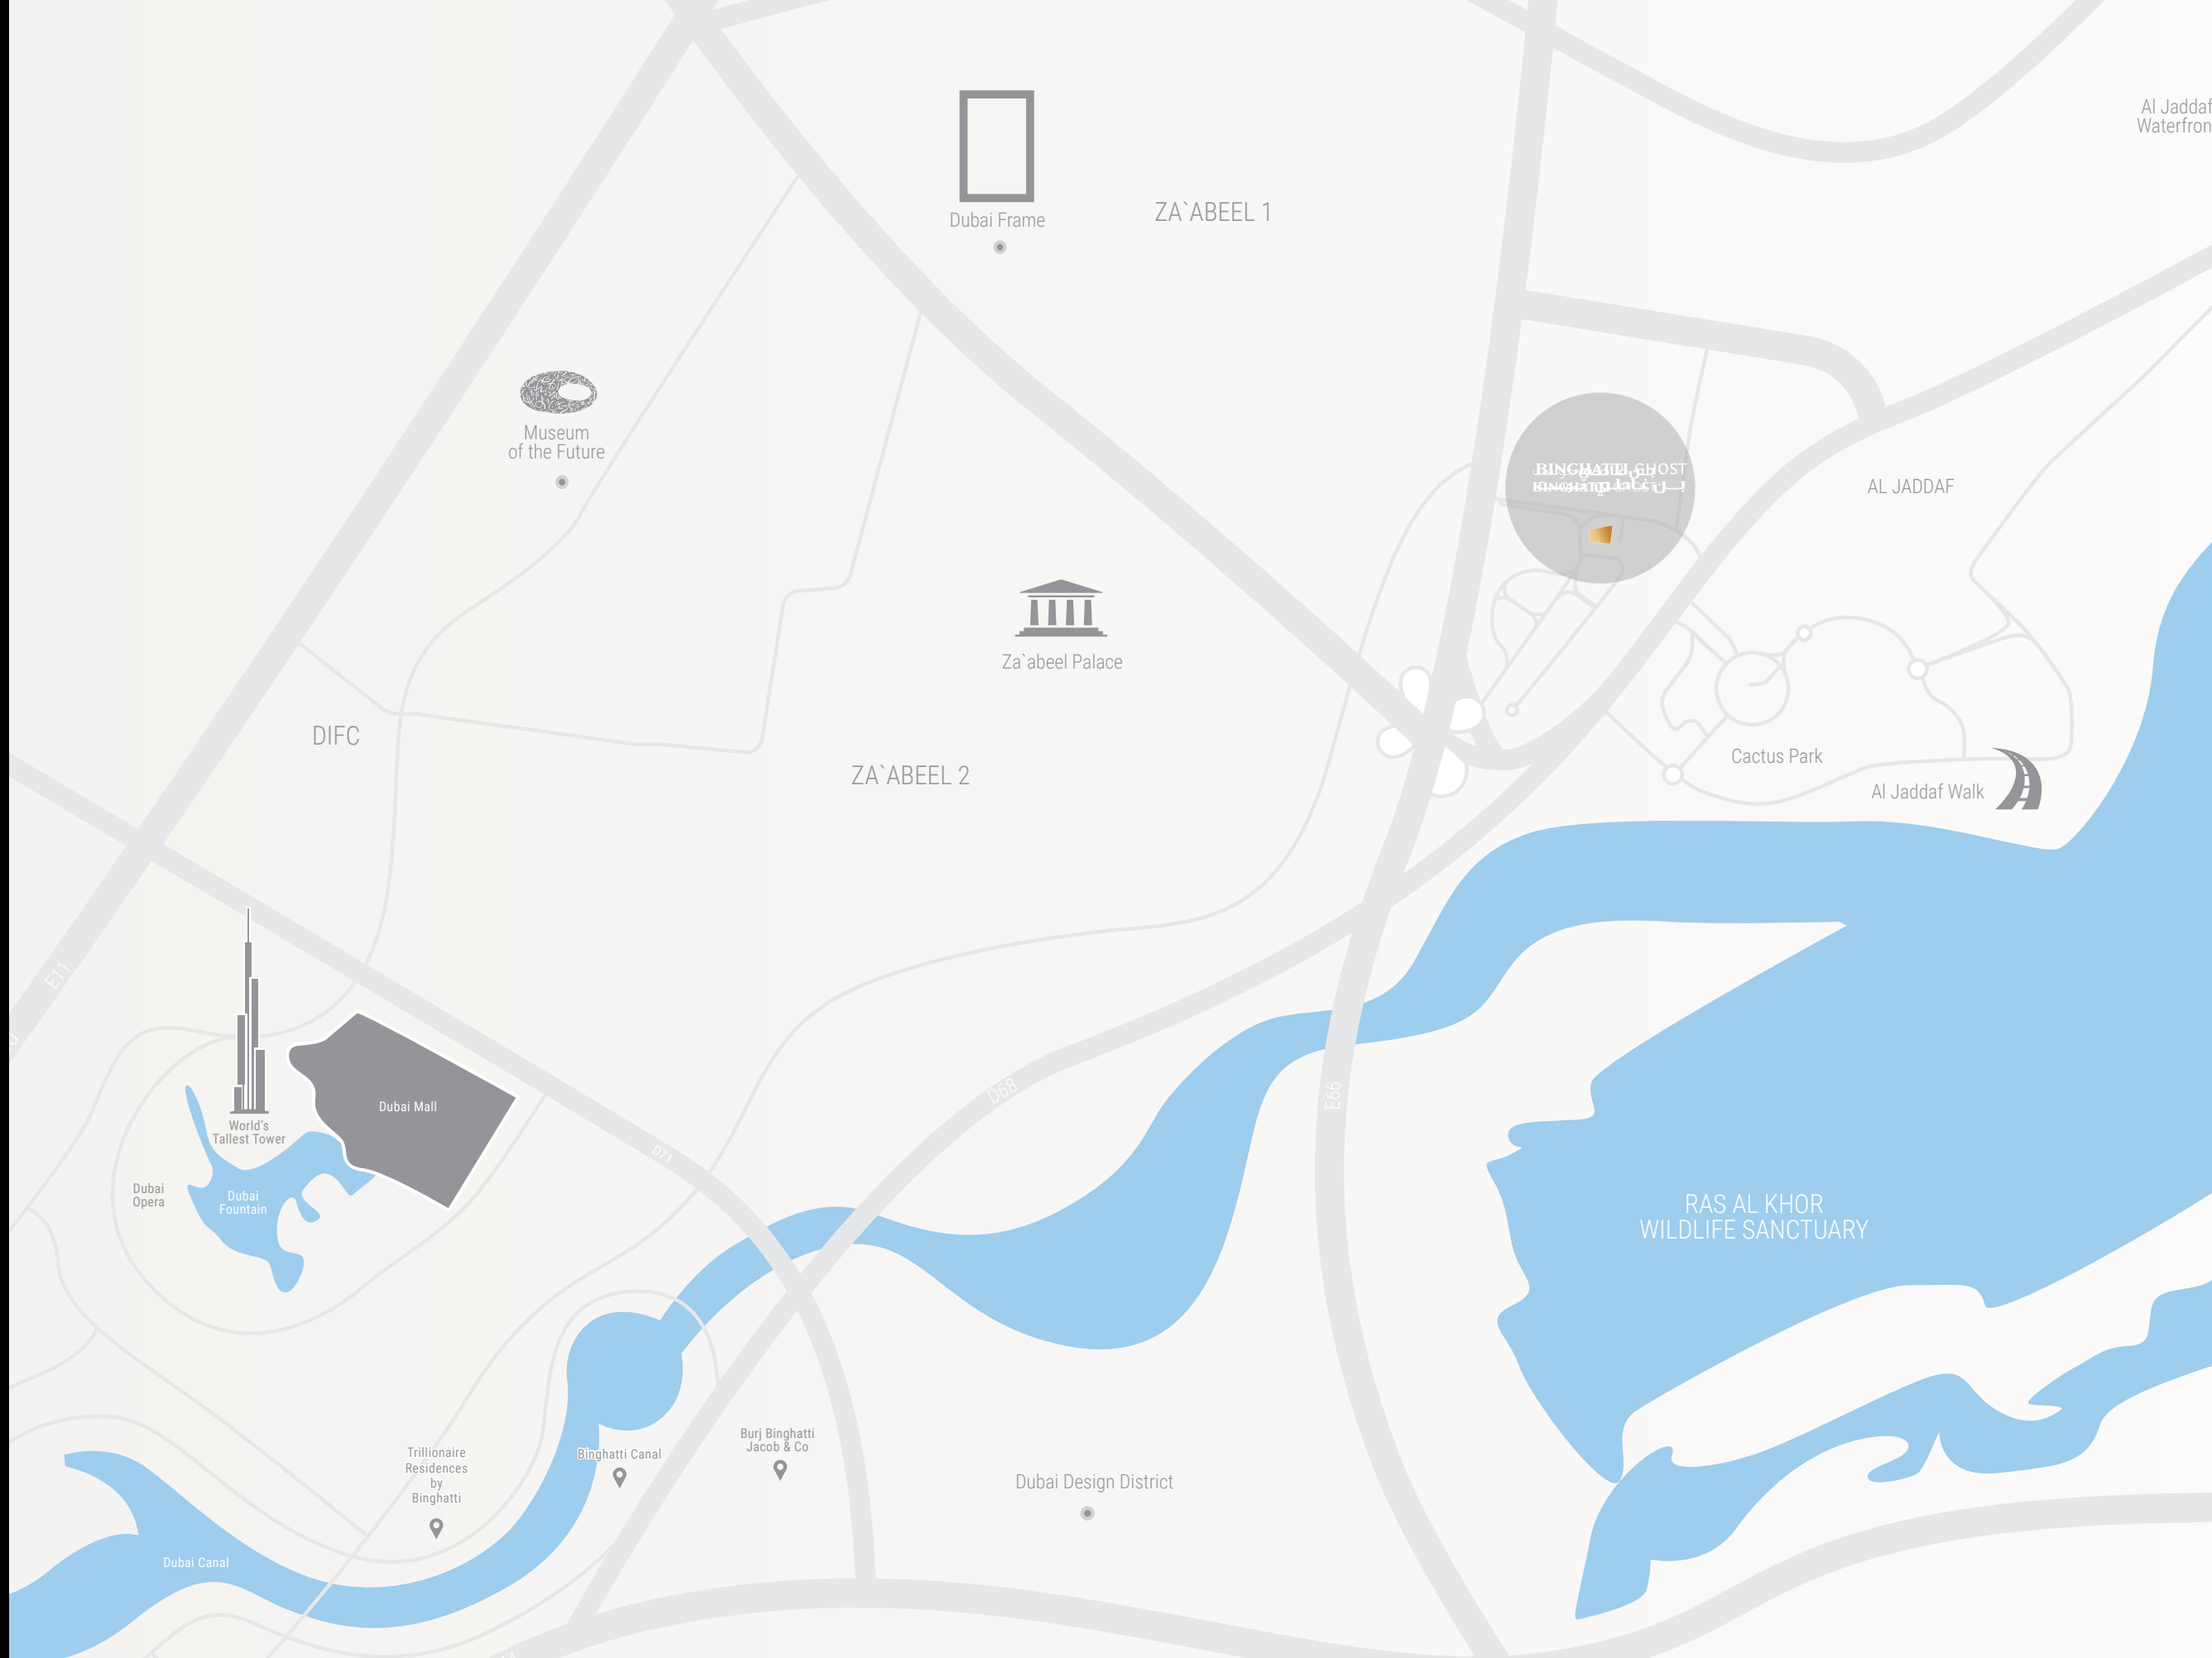 Al Jaddaf
Dubai Frame
ZA`ABEEL 1
Museum
of the Future
BINGHATTI GHOST
AL JADDAF
Za`abeel Palace
DIFC
ZA`ABEEL 2
Cactus Park
Al Jaddaf Walk
E11
D68
E66
D71
Dubai Mall
World's
Tallest Tower
Dubai
Opera
Dubai
Fountain
RAS AL KHOR
WILDLIFE SANCTUARY
Trillionaire
Residences
by
Binghatti
Binghatti Canal
Burj Binghatti
Jacob & Co
Dubai Design District
Dubai Canal